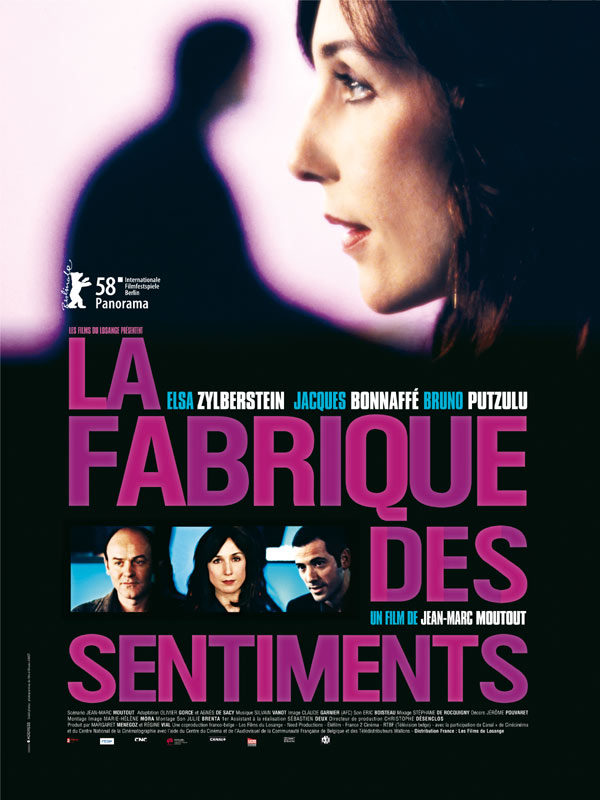 Berlinale
58
Internationale
Filmfestspiele
Berlin
Panorama
LES FILMS DU LOSANGE PRÉSENTENT
LA
ELSA ZYLBERSTEIN JACQUES BONNAFFÉ BRUNO PUTZULU
FABRIQUE
DES
UN FILM DE JEAN-MARC MOUTOUT
SENTIMENTS
Scénario JEAN-MARC MOUTOUT Adaptation OLIVIER GORCE et AGNÈS DE SACY Musique SILVAIN VANOT Image CLAUDE GARNIER (AFC) Son ERIC BOISTEAU Mixage STÉPHANE DE ROCQUIGNY Décors JÉRÔME POUVARET
Montage Image MARIE-HÉLÈNE MORA Montage Son JULIE BRENTA 1er Assistant à la réalisation SÉBASTIEN DEUX Directeur de production CHRISTOPHE DÉSENCLOS
Produit par MARGARET MENEGOZ et RÉGINE VIAL Une coproduction franco-belge - Les Films du Losange - Need Productions - France 2 Cinéma - RTBF (Télévision belge) - avec la participation de Canal + de Cinécinéma
et du Centre National de la Cinématographie avec l'aide du Centre du Cinéma et de l'Audiovisuel de la Communauté Française de Belgique et des Télédistributeurs Wallons - Distribution France : Les Films du Losange
CNC
CANAL+